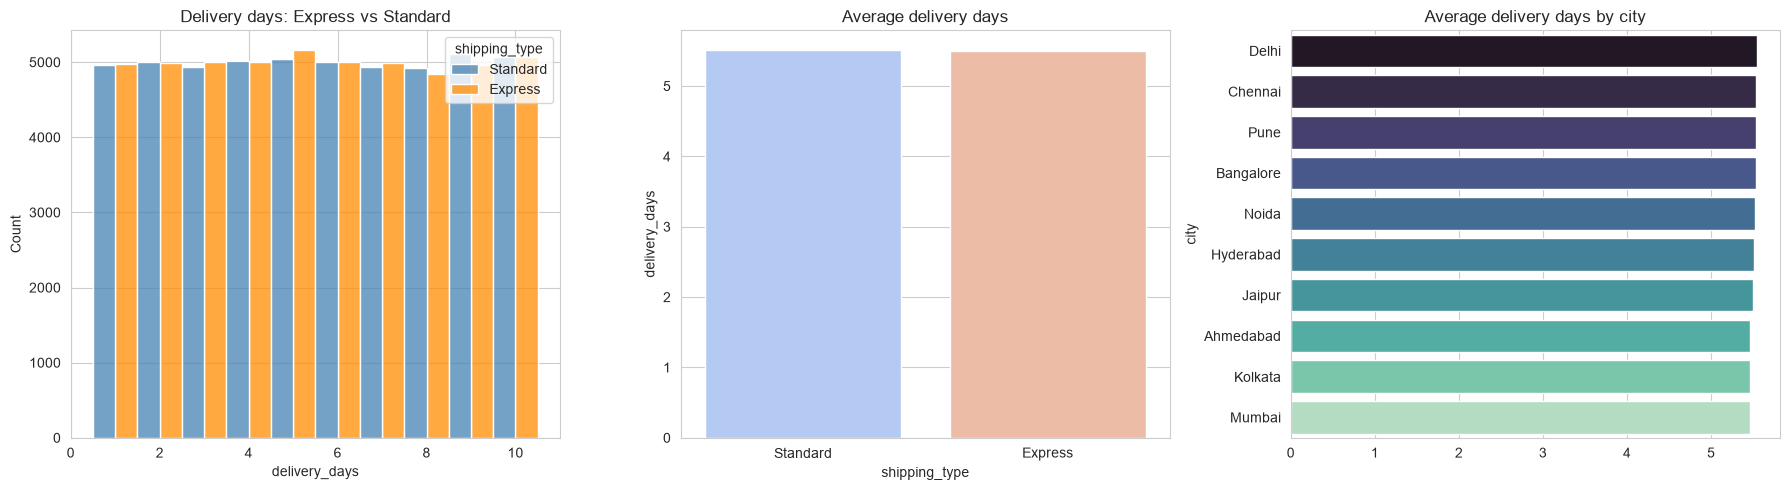 Delivery days: Express vs Standard
shipping_type
Standard
Express
5000
4000
3000
2000
1000
0
Count
0 2 4 6 8 10
delivery_days
Average delivery days
5
4
3
2
1
0
delivery_days
Standard Express
shipping_type
Average delivery days by city
Delhi
Chennai
Pune
Bangalore
Noida
Hyderabad
Jaipur
Ahmedabad
Kolkata
Mumbai
city
0 1 2 3 4 5